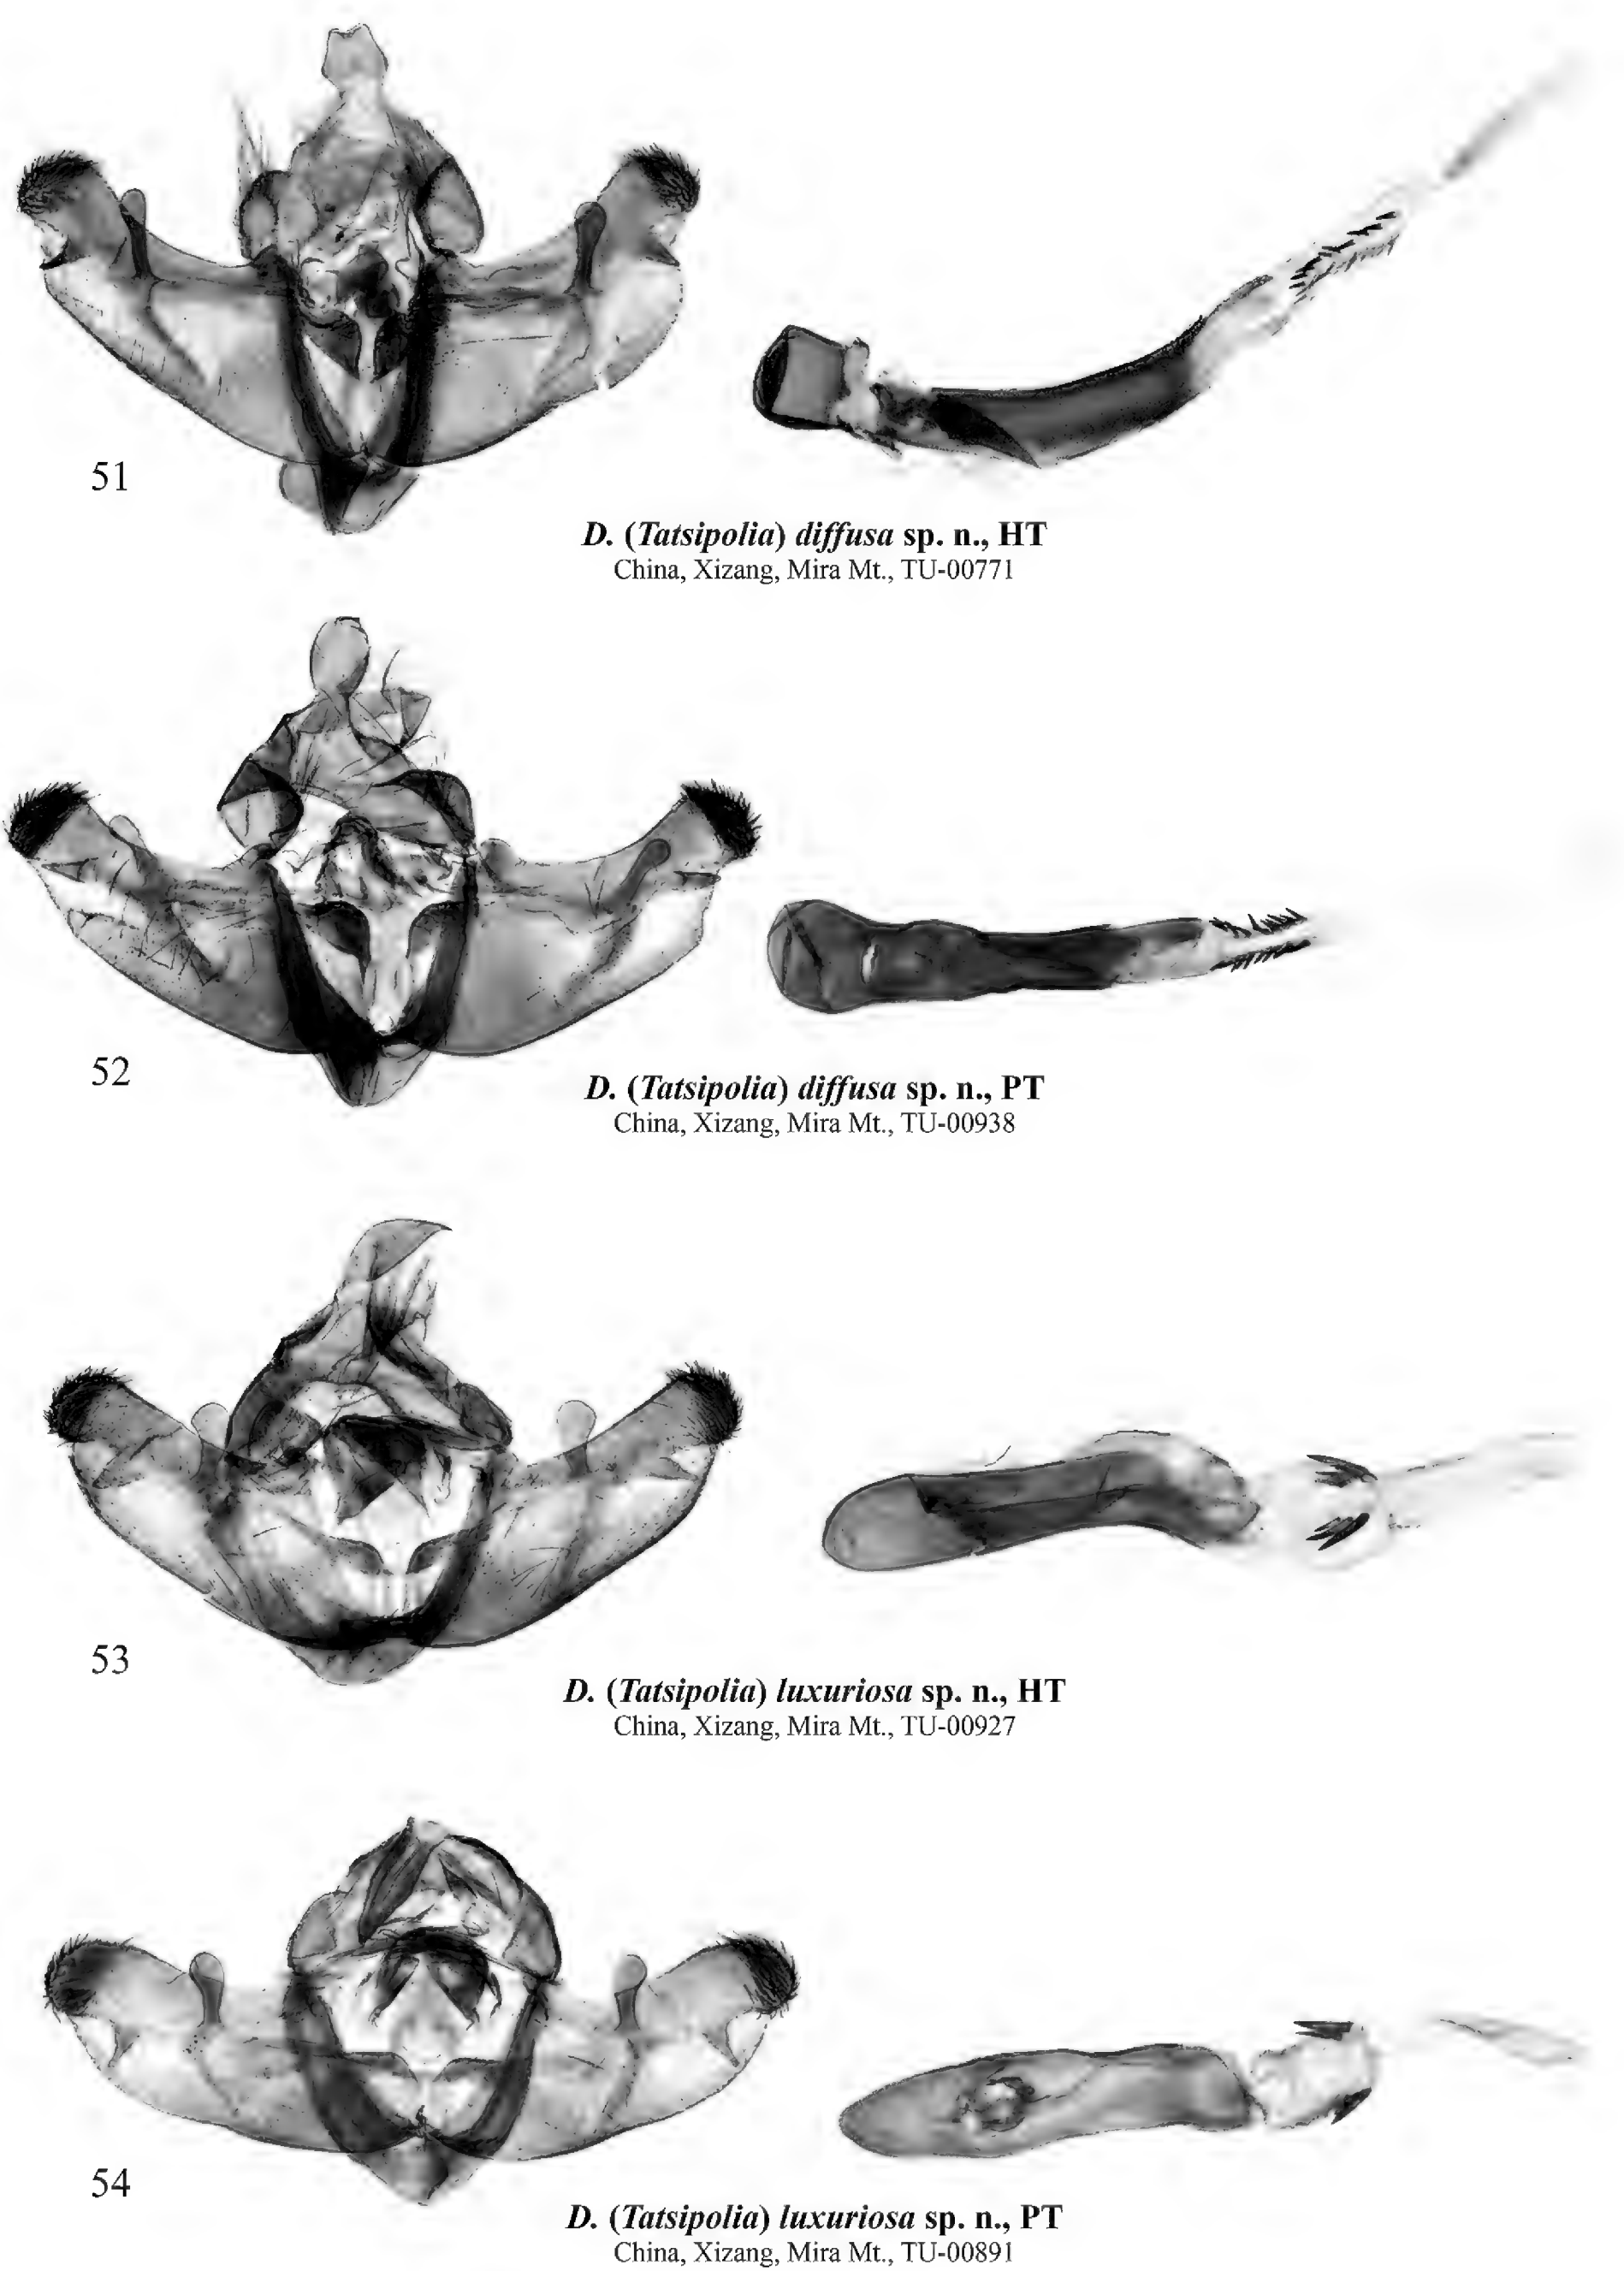 51
D. (Tatsipolia) diffusa sp. n., HT
China, Xizang, Mira Mt., TU-00771
52
D. (Tatsipolia) diffusa sp. n., PT
China, Xizang, Mira Mt., TU-00938
53
D. (Tatsipolia) luxuriosa sp. n., HT
China, Xizang, Mira Mt., TU-00927
54
D. (Tatsipolia) luxuriosa sp. n., PT
China, Xizang, Mira Mt., TU-00891